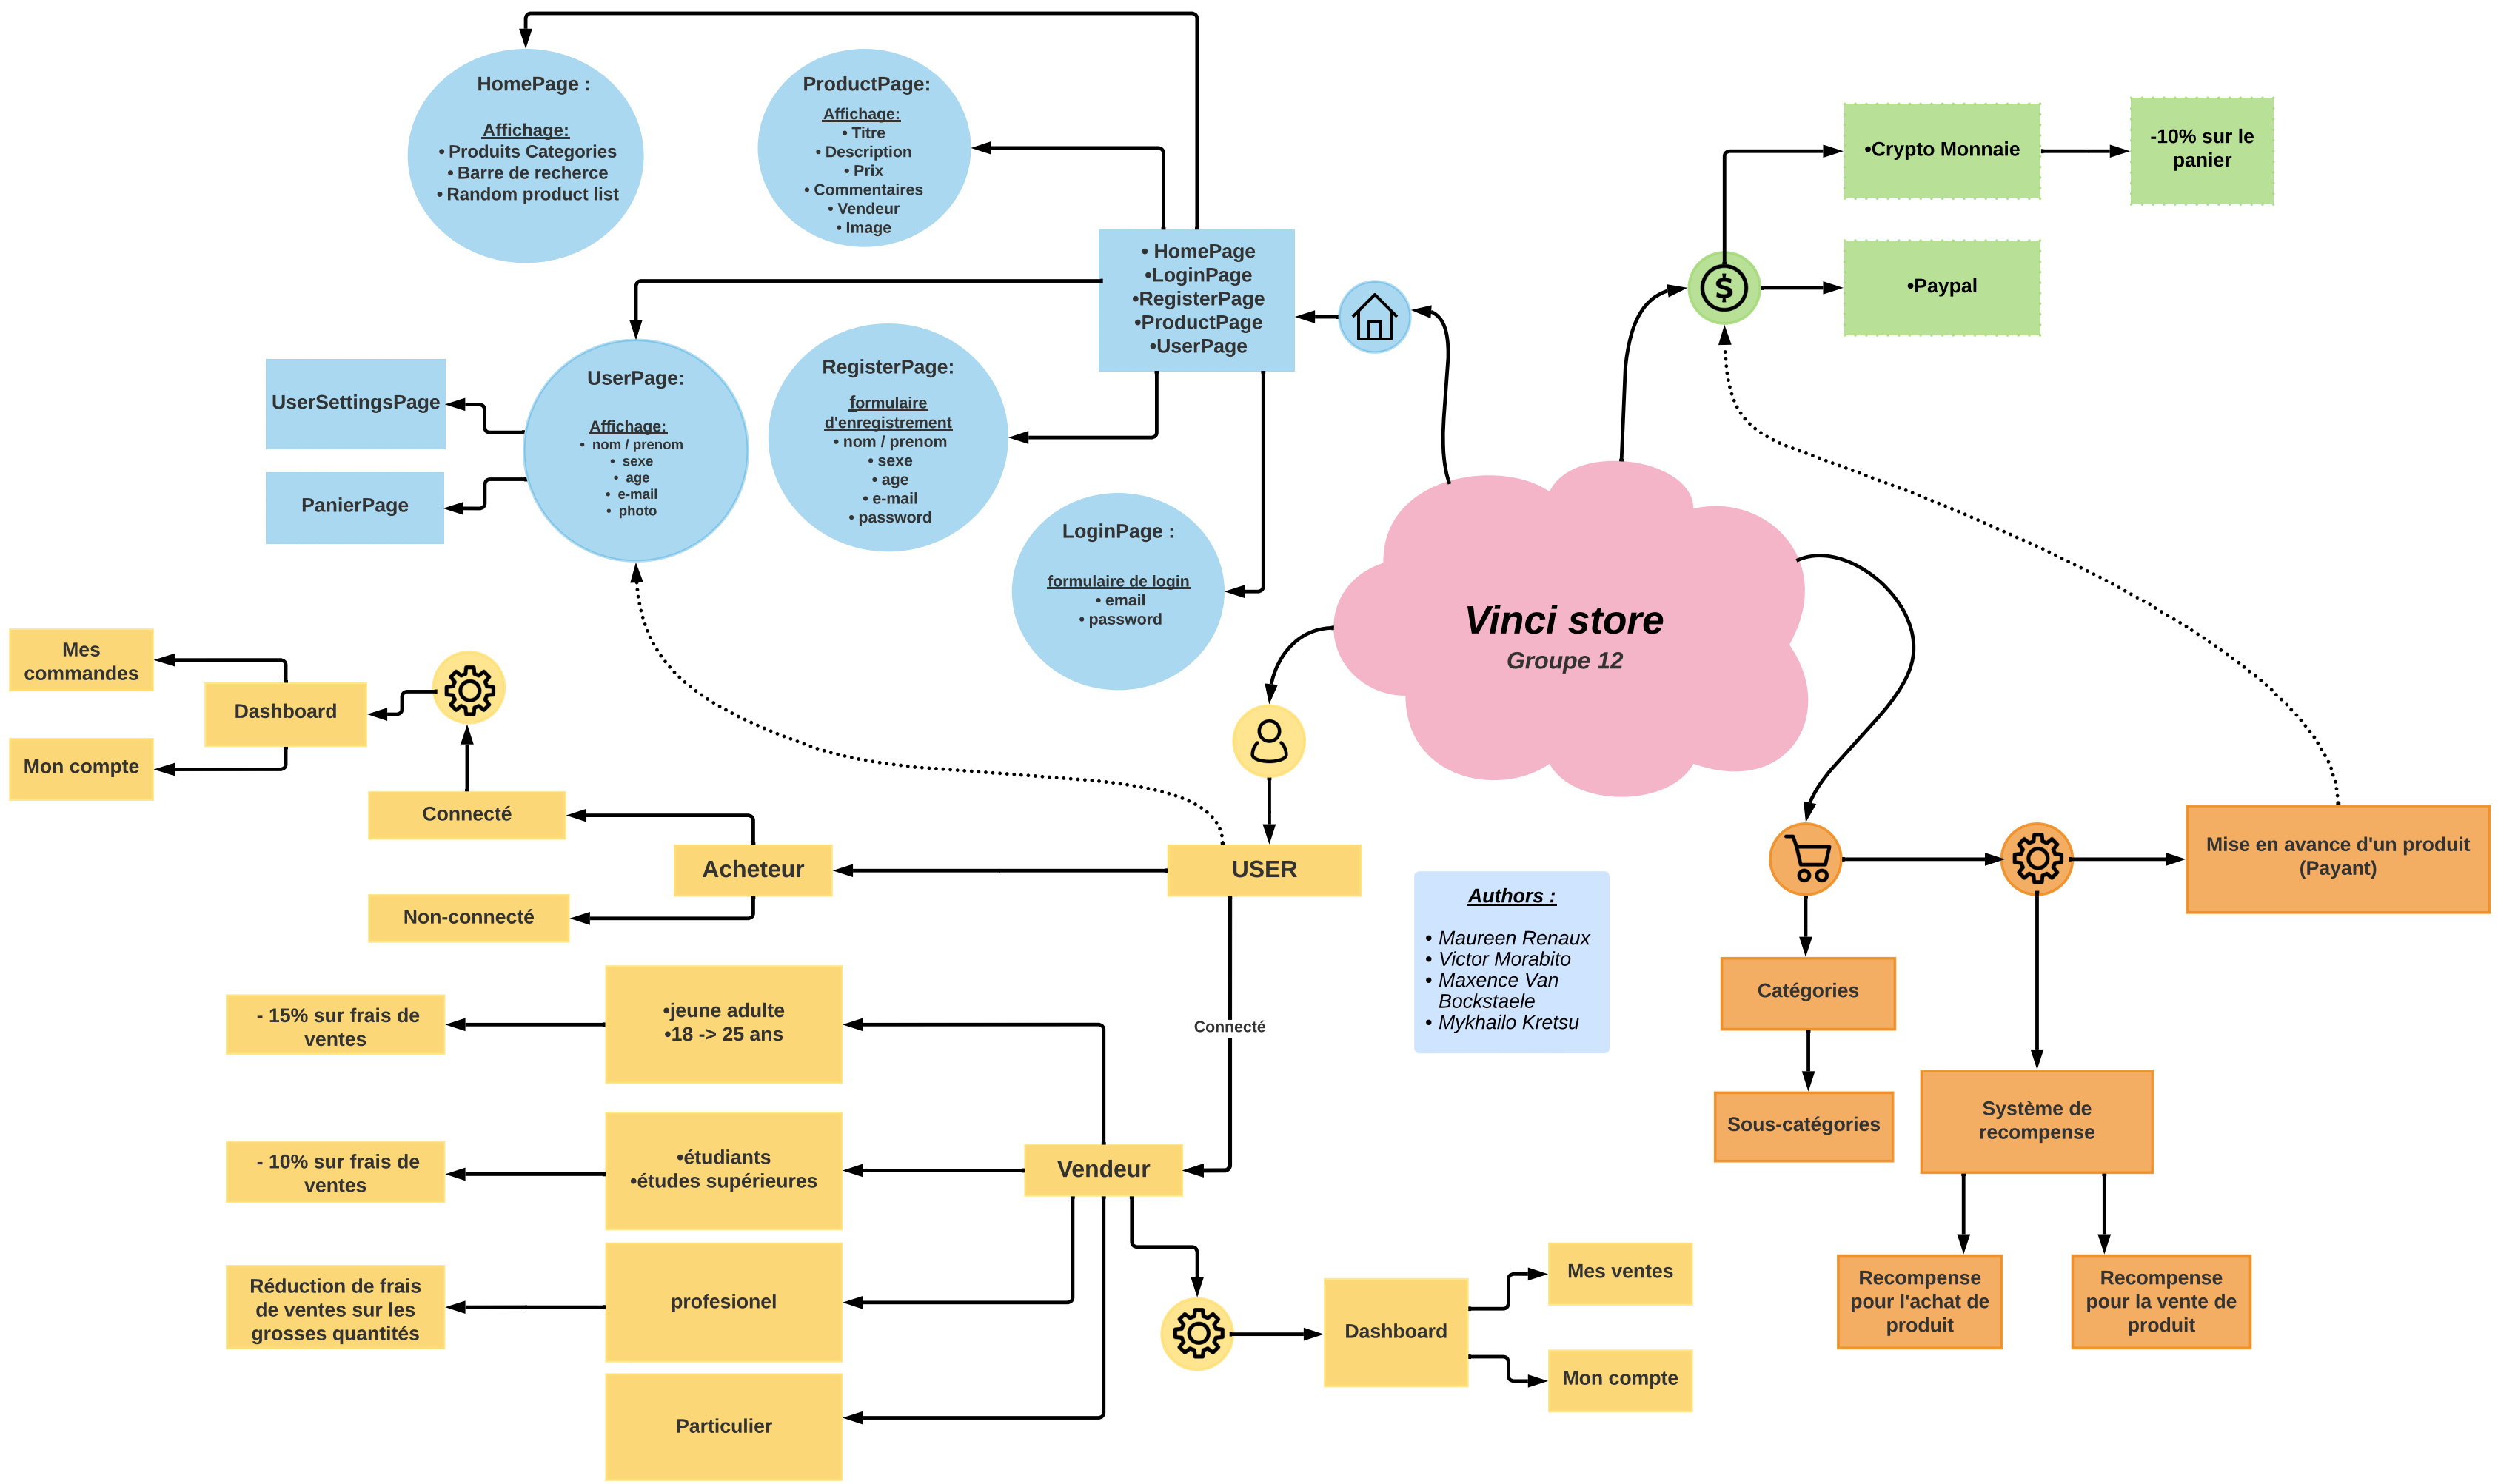 HomePage :
Affichage:
• Produits Categories
• Barre de recherce
• Random product list
ProductPage:
Affichage:
• Titre
• Description
• Prix
• Commentaires
• Vendeur
• Image
• HomePage
•LoginPage
•RegisterPage
•ProductPage
•UserPage
•Crypto Monnaie
-10% sur le
panier
•Paypal
UserSettingsPage
PanierPage
UserPage:
Affichage:
• nom / prenom
• sexe
• age
• e-mail
• photo
RegisterPage:
formulaire
d'enregistrement
• nom / prenom
• sexe
• age
• e-mail
• password
LoginPage :
formulaire de login
• email
• password
Vinci store
Groupe 12
Mes
commandes
Dashboard
Mon compte
Connecté
Acheteur
Non-connecté
USER
Connecté
Authors :
• Maureen Renaux
• Victor Morabito
• Maxence Van
Bockstaele
• Mykhailo Kretsu
Mise en avance d'un produit
(Payant)
Catégories
Sous-catégories
Système de
recompense
Recompense
pour l'achat de
produit
Recompense
pour la vente de
produit
- 15% sur frais de
ventes
•jeune adulte
•18 -> 25 ans
- 10% sur frais de
ventes
•étudiants
•études supérieures
Vendeur
Réduction de frais
de ventes sur les
grosses quantités
profesionel
Particulier
Dashboard
Mes ventes
Mon compte